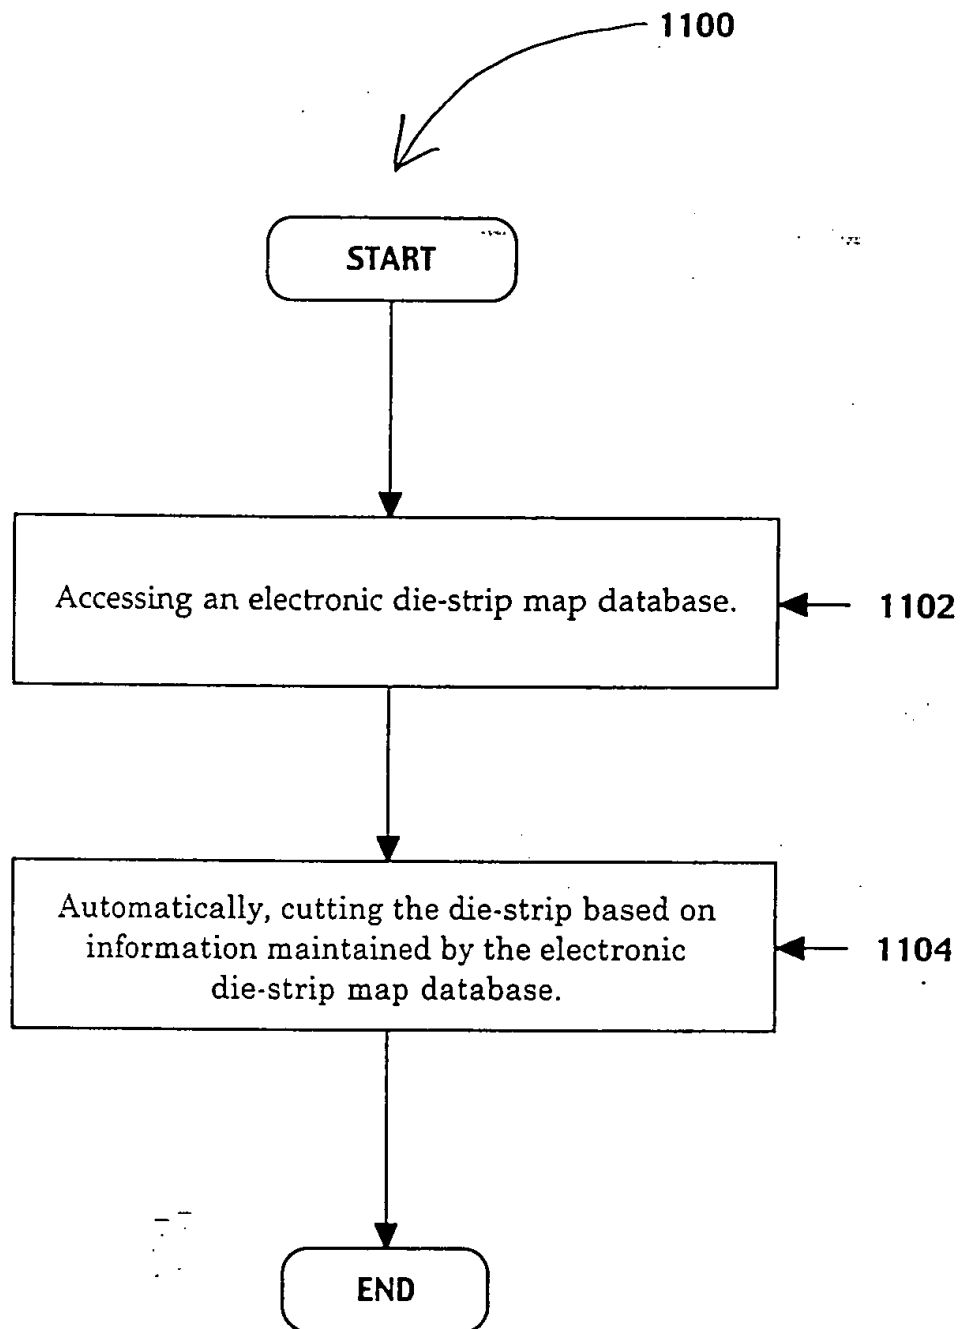 1100
START
Accessing an electronic die-strip map database.
1102
Automatically, cutting the die-strip based on
information maintained by the electronic
die-strip map database.
1104
END